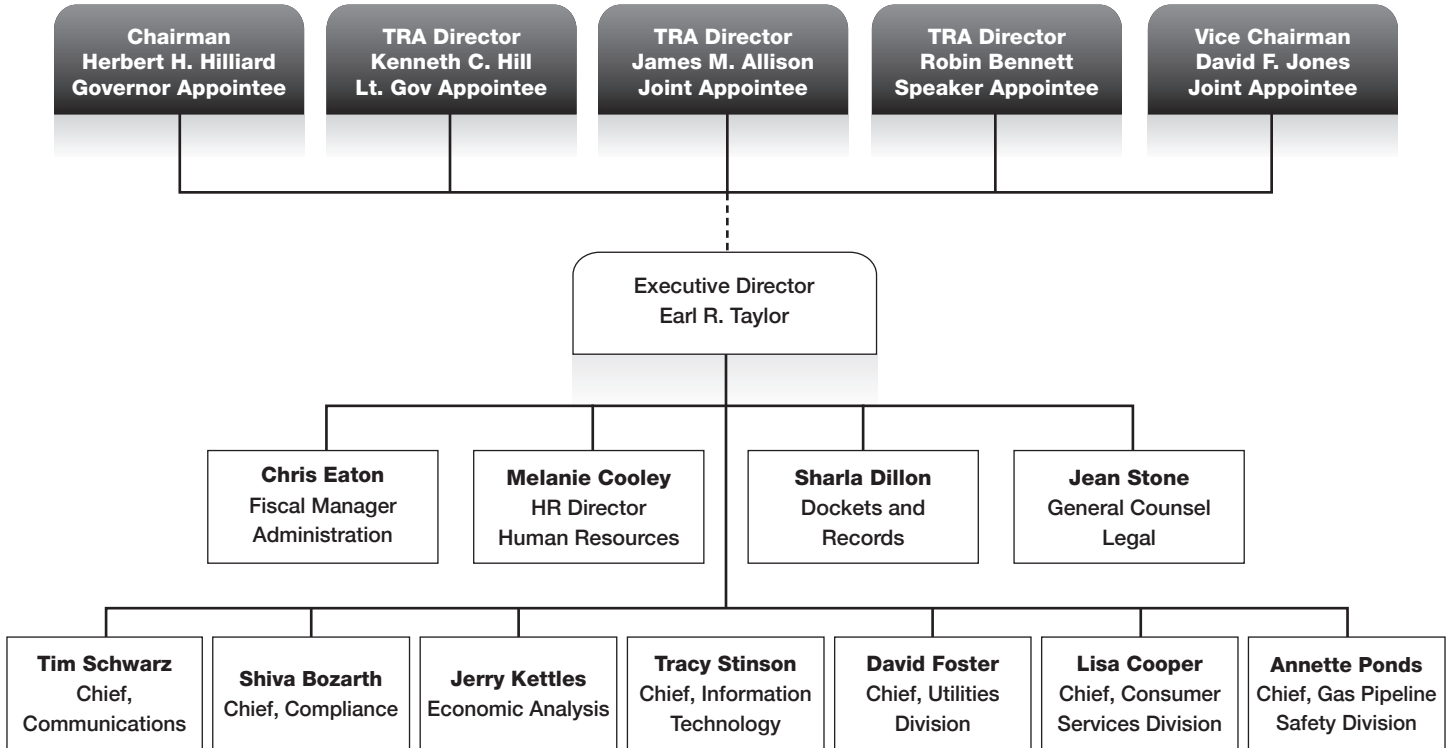 Chairman
Herbert H. Hilliard
Governor Appointee
TRA Director
Kenneth C. Hill
Lt. Gov Appointee
TRA Director
James M. Allison
Joint Appointee
TRA Director
Robin Bennett
Speaker Appointee
Vice Chairman
David F. Jones
Joint Appointee
Executive Director
Earl R. Taylor
Chris Eaton
Fiscal Manager
Administration
Melanie Cooley
HR Director
Human Resources
Sharla Dillon
Dockets and
Records
Jean Stone
General Counsel
Legal
Tim Schwarz
Chief,
Communications
Shiva Bozarth
Chief, Compliance
Jerry Kettles
Economic Analysis
Tracy Stinson
Chief, Information
Technology
David Foster
Chief, Utilities
Division
Lisa Cooper
Chief, Consumer
Services Division
Annette Ponds
Chief, Gas Pipeline
Safety Division